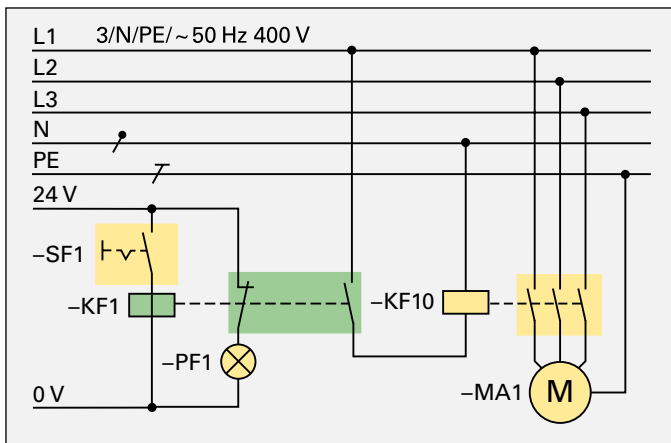 L1 3/N/PE/~50 Hz 400 V
L2
L3
N
PE
24 V
–SF1
–KF1
–KF10
–PF1
–MA1
M
0 V